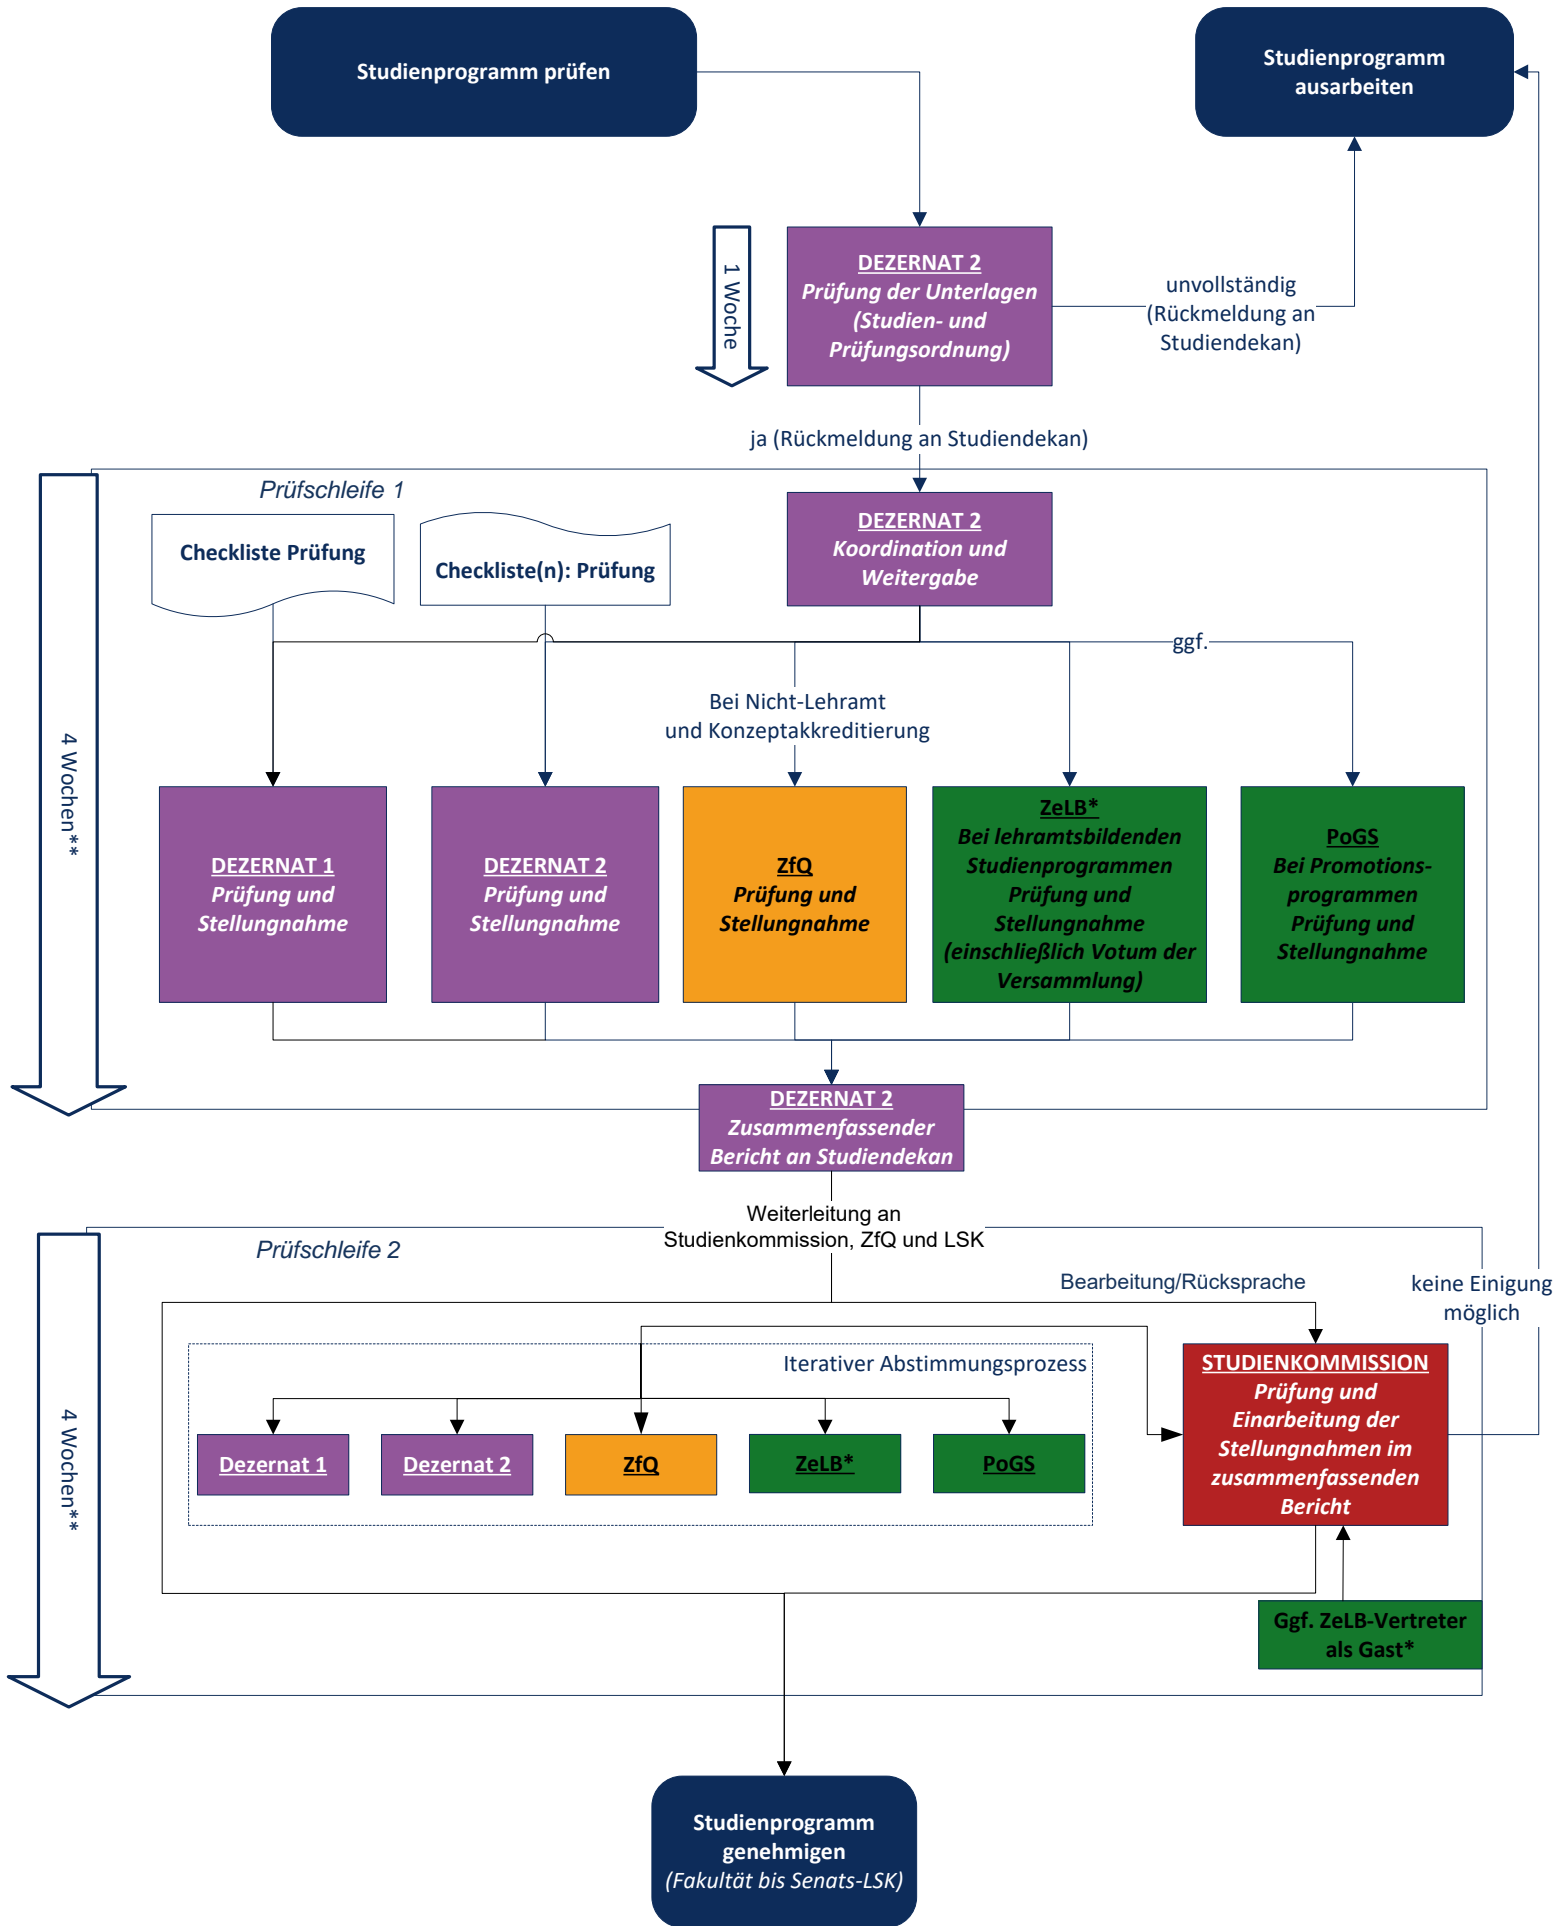 Studienprogramm prüfen
Studienprogramm
ausarbeiten
1 Woche
DEZERNAT 2
Prüfung der Unterlagen
(Studien- und
Prüfungsordnung)
unvollständig
(Rückmeldung an
Studiendekan)
ja (Rückmeldung an Studiendekan)
4 Wochen**
Prüfschleife 1
Checkliste Prüfung
Checkliste(n): Prüfung
DEZERNAT 2
Koordination und
Weitergabe
ggf.
Bei Nicht-Lehramt
und Konzeptakkreditierung
DEZERNAT 1
Prüfung und
Stellungnahme
DEZERNAT 2
Prüfung und
Stellungnahme
ZfQ
Prüfung und
Stellungnahme
ZeLB*
Bei lehramtsbildenden
Studienprogrammen
Prüfung und
Stellungnahme
(einschließlich Votum der
Versammlung)
PoGS
Bei Promotions-
programmen
Prüfung und
Stellungnahme
DEZERNAT 2
Zusammenfassender
Bericht an Studiendekan
Weiterleitung an
Studienkommission, ZfQ und LSK
4 Wochen**
Prüfschleife 2
Bearbeitung/Rücksprache
keine Einigung
möglich
Iterativer Abstimmungsprozess
Dezernat 1
Dezernat 2
ZfQ
ZeLB*
PoGS
STUDIENKOMMISSION
Prüfung und
Einarbeitung der
Stellungnahmen im
zusammenfassenden
Bericht
Ggf. ZeLB-Vertreter
als Gast*
Studienprogramm
genehmigen
(Fakultät bis Senats-LSK)